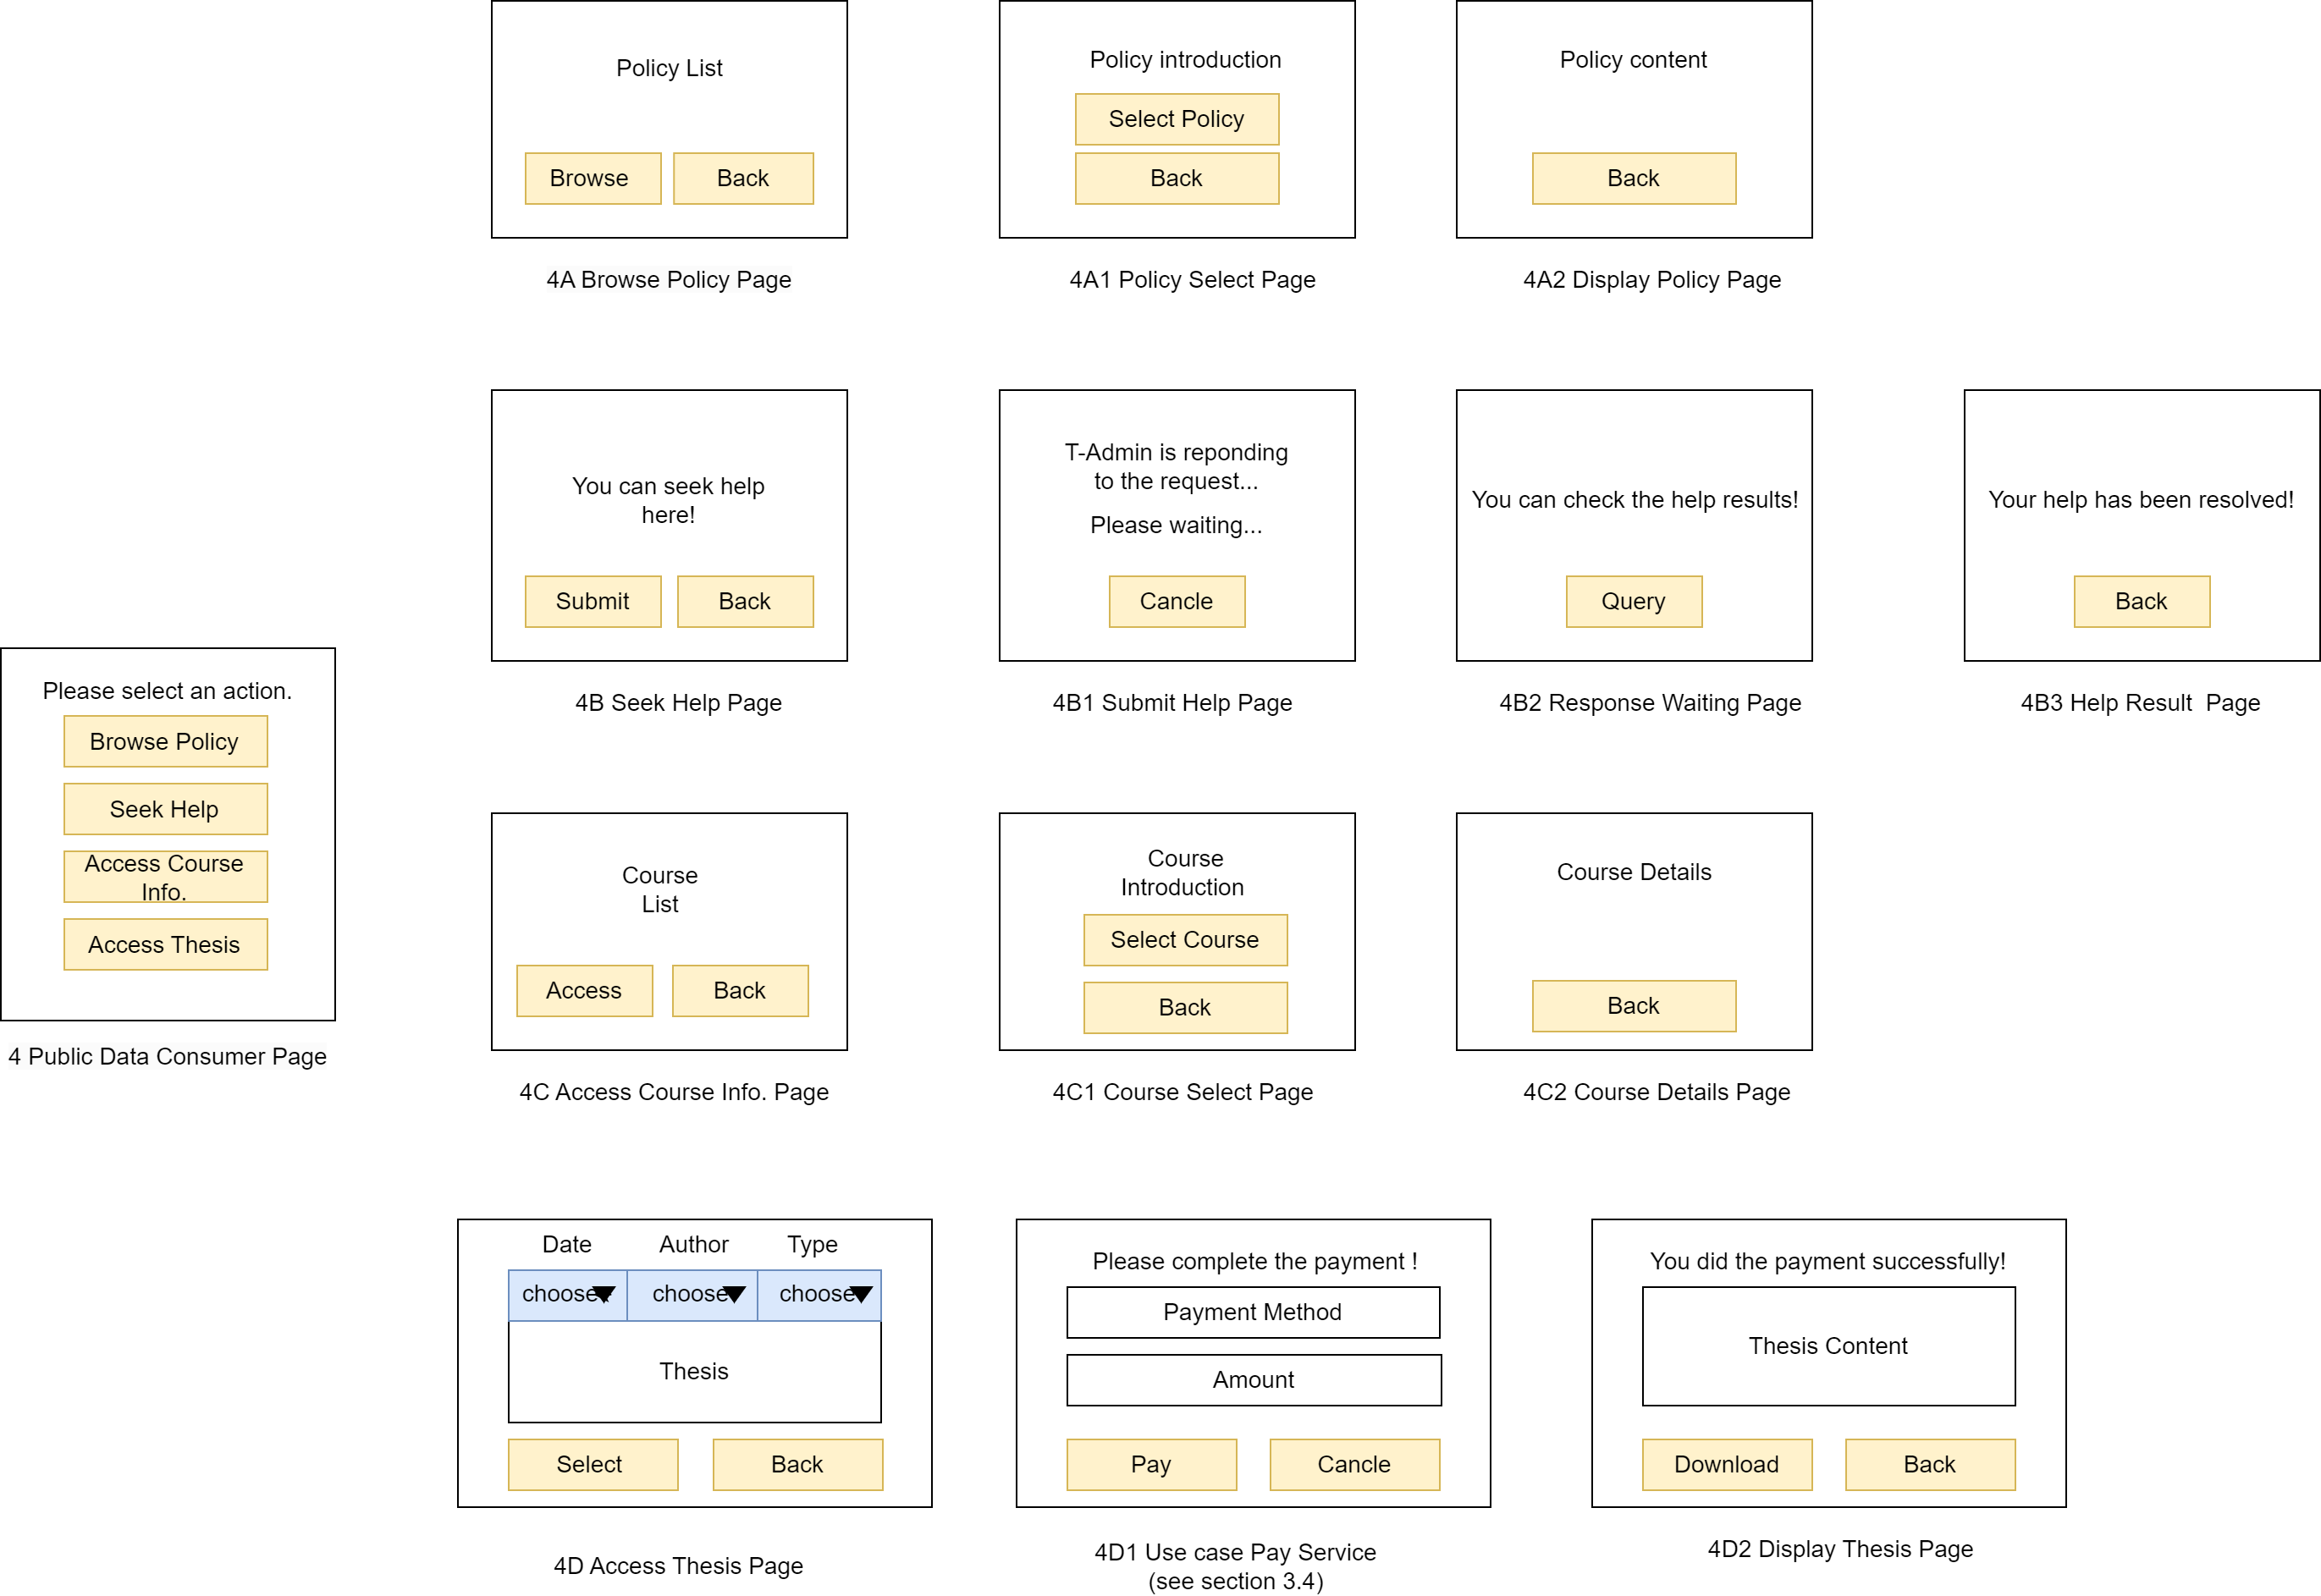 Policy List
Browse
Back
4A Browse Policy Page
Policy introduction
Select Policy
Back
4A1 Policy Select Page
Policy content
Back
4A2 Display Policy Page
You can seek help
here!
Submit
Back
4B Seek Help Page
T-Admin is reponding
to the request...
Please waiting...
Cancle
4B1 Submit Help Page
You can check the help results!
Query
4B2 Response Waiting Page
Your help has been resolved!
Back
4B3 Help Result  Page
Please select an action.
Browse Policy
Seek Help
Access Course
Info.
Access Thesis
4 Public Data Consumer Page
Course
List
Access
Back
4C Access Course Info. Page
Course
Introduction
Select Course
Back
4C1 Course Select Page
Course Details
Back
4C2 Course Details Page
Date
Author
Type
choose
choose
choose
Thesis
Select
Back
4D Access Thesis Page
Please complete the payment !
Payment Method
Amount
Pay
Cancle
4D1 Use case Pay Service
(see section 3.4)
You did the payment successfully!
Thesis Content
Download
Back
4D2 Display Thesis Page